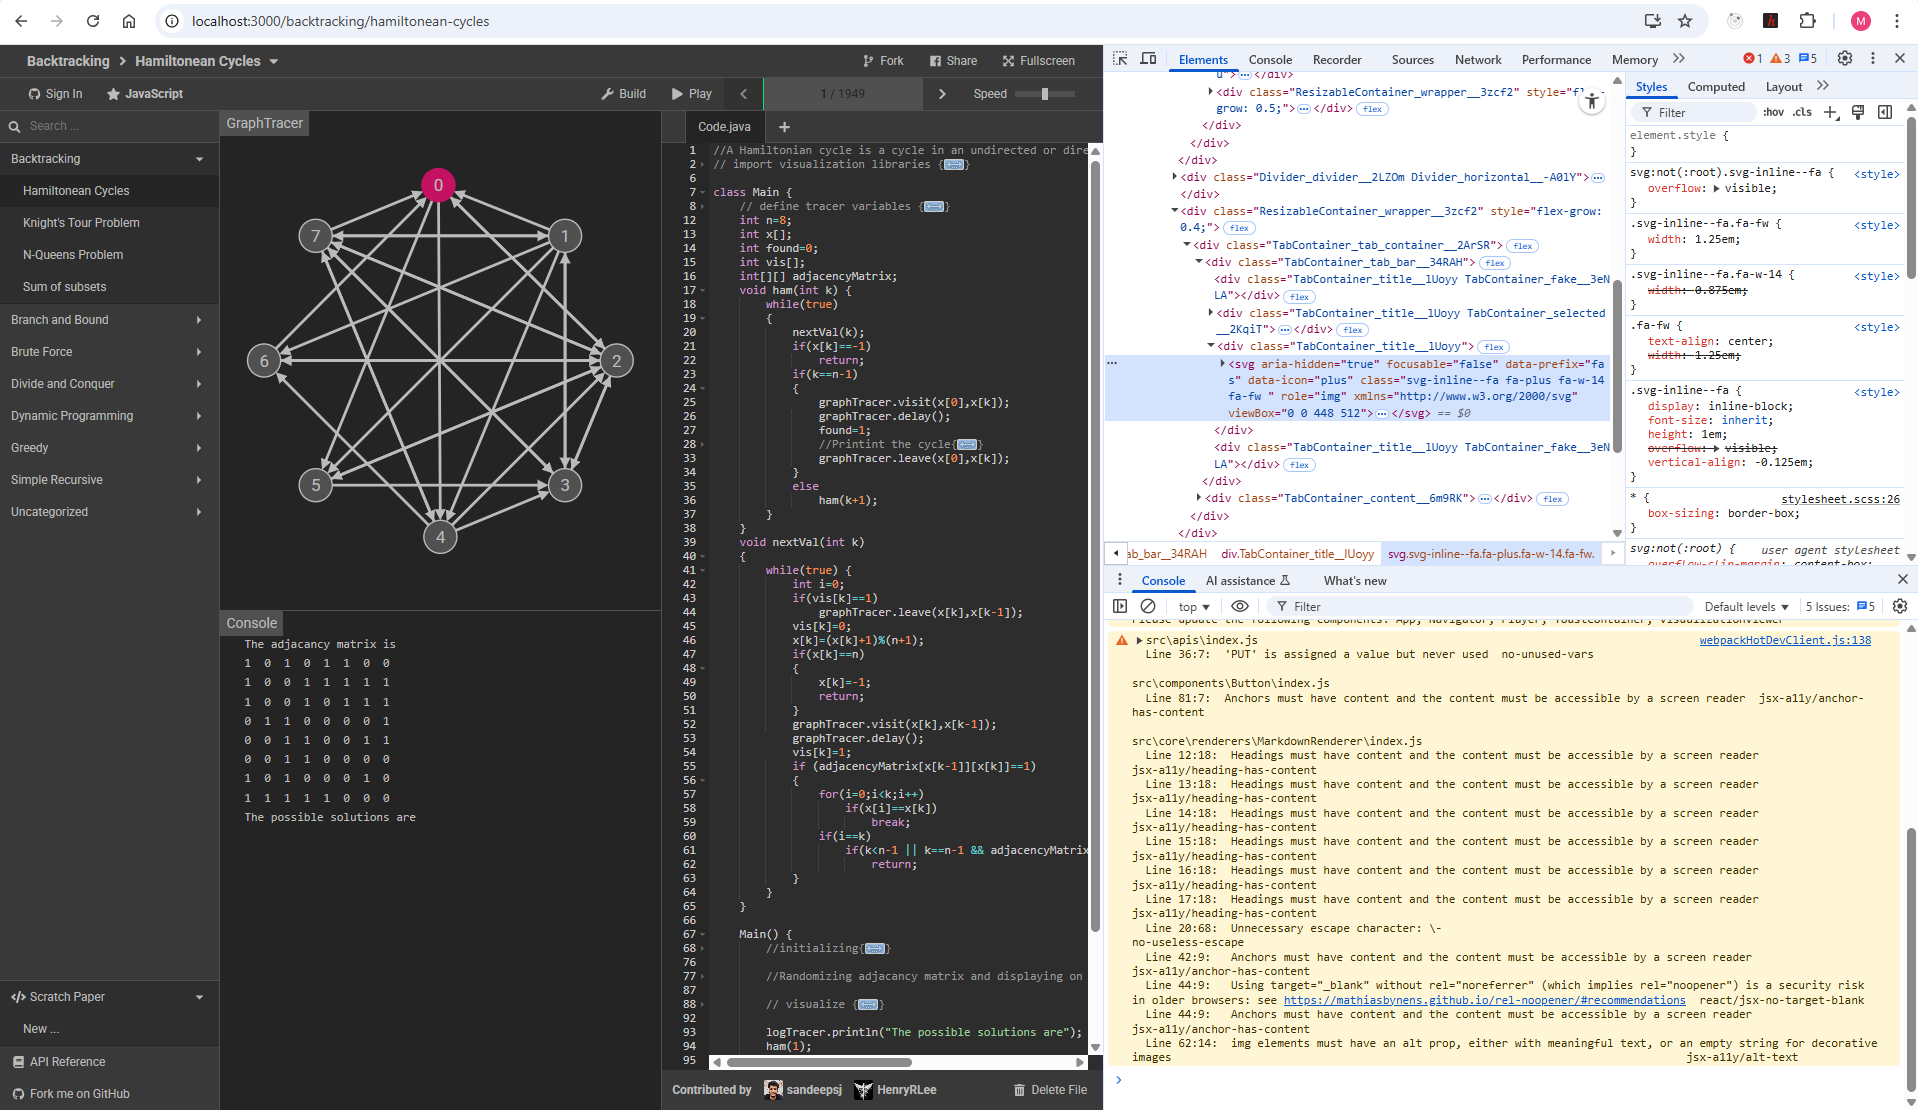 localhost:3000/backtracking/hamiltonean-cycles
M
Backtracking > Hamiltonean Cycles
Fork
Share
Fullscreen
Sign In
JavaScript
Build
Play
1 / 1949
Speed
Search ...
Backtracking
Hamiltonean Cycles
Knight's Tour Problem
N-Queens Problem
Sum of subsets
Branch and Bound
Brute Force
Divide and Conquer
Dynamic Programming
Greedy
Simple Recursive
Uncategorized
</> Scratch Paper
New ...
API Reference
Fork me on GitHub
GraphTracer
0
7
1
6
2
5
3
4
Console
The adjacancy matrix is
1 0 1 0 1 1 0 0
1 0 0 1 1 1 1 1
1 0 0 1 0 1 1 1
0 1 1 0 0 0 0 1
0 0 1 1 0 0 1 1
0 0 1 1 0 0 0 0
1 0 1 0 0 0 1 0
1 1 1 1 1 0 0 0
The possible solutions are
Code.java +
1 //A Hamiltonian cycle is a cycle in an undirected or dire
2 // import visualization libraries {
6
7 class Main {
8 // define tracer variables {
12 int n=8;
13 int x[];
14 int found=0;
15 int vis[];
16 int[][] adjacencyMatrix;
17 void ham(int k) {
18 while(true)
19 {
20 nextVal(k);
21 if(x[k]==-1)
22 return;
23 if(k==n-1)
24 {
25 graphTracer.visit(x[0],x[k]);
26 graphTracer.delay();
27 found=1;
28 //Printint the cycle{ }
33 graphTracer.leave(x[0],x[k]);
34 }
35 else
36 ham(k+1);
37 }
38 }
39 void nextVal(int k)
40 {
41 while(true) {
42 int i=0;
43 if(vis[k]==1)
44 graphTracer.leave(x[k],x[k-1]);
45 vis[k]=0;
46 x[k]=(x[k]+1)%(n+1);
47 if(x[k]==n)
48 {
49 x[k]=-1;
50 return;
51 }
52 graphTracer.visit(x[k],x[k-1]);
53 graphTracer.delay();
54 vis[k]=1;
55 if (adjacencyMatrix[x[k-1]][x[k]]==1)
56 {
57 for(i=0;i<k;i++)
58 if(x[i]==x[k])
59 break;
60 if(i==k)
61 if(k<n-1 || k==n-1 && adjacencyMatrix
62 return;
63 }
64 }
65 }
66
67 Main() {
68 //initializing{ }
76
77 //Randomizing adjacancy matrix and displaying on
87
88 // visualize { }
92
93 logTracer.println("The possible solutions are");
94 ham(1);
95
Contributed by sandeepsj HenryRLee
Delete File
Elements Console Recorder Sources Network Performance Memory
1 3 5
u"> </div>
<div class="ResizableContainer_wrapper__3zcf2" style="flex-
grow: 0.5;"> </div> flex
</div>
</div>
</div>
<div class="Divider_divider__2LZOm Divider_horizontal__-A01Y">
</div>
<div class="ResizableContainer_wrapper__3zcf2" style="flex-grow:
0.4;"> flex
<div class="TabContainer_tab_container__2ArSR"> flex
<div class="TabContainer_tab_bar__34RAH"> flex
<div class="TabContainer_title__lUoyy TabContainer_fake__3eN
LA"></div> flex
<div class="TabContainer_title__lUoyy TabContainer_selected
__2KqiT"> </div> flex
<div class="TabContainer_title__lUoyy"> flex
<svg aria-hidden="true" focusable="false" data-prefix="fa
s" data-icon="plus" class="svg-inline--fa fa-plus fa-w-14
fa-fw " role="img" xmlns="http://www.w3.org/2000/svg"
viewBox="0 0 448 512"> </svg> == $0
</div>
<div class="TabContainer_title__lUoyy TabContainer_fake__3eN
LA"></div> flex
</div>
<div class="TabContainer_content__6m9RK"> </div> flex
</div>
</div>
ab_bar__34RAH div.TabContainer_title__lUoyy svg.svg-inline--fa.fa-plus.fa-w-14.fa-fw.
Styles Computed Layout
Filter :hov .cls
element.style {
}
svg:not(:root).svg-inline--fa { <style>
overflow: visible;
}
.svg-inline--fa.fa-fw { <style>
width: 1.25em;
}
.svg-inline--fa.fa-w-14 { <style>
width: 0.875em;
}
.fa-fw { <style>
text-align: center;
width: 1.25em;
}
.svg-inline--fa { <style>
display: inline-block;
font-size: inherit;
height: 1em;
overflow: visible;
vertical-align: -0.125em;
}
* { stylesheet.scss:26
box-sizing: border-box;
}
svg:not(:root) { user agent stylesheet
overflow-clip-margin: content-box;
Console AI assistance What's new
top Filter Default levels 5 Issues: 5
Please update the following components: App, Navigator, Player, ToastContainer, VisualizationViewer
src\apis\index.js webpackHotDevClient.js:138
Line 36:7: 'PUT' is assigned a value but never used no-unused-vars
src\components\Button\index.js
Line 81:7: Anchors must have content and the content must be accessible by a screen reader jsx-a11y/anchor-
has-content
src\core\renderers\MarkdownRenderer\index.js
Line 12:18: Headings must have content and the content must be accessible by a screen reader
jsx-a11y/heading-has-content
Line 13:18: Headings must have content and the content must be accessible by a screen reader
jsx-a11y/heading-has-content
Line 14:18: Headings must have content and the content must be accessible by a screen reader
jsx-a11y/heading-has-content
Line 15:18: Headings must have content and the content must be accessible by a screen reader
jsx-a11y/heading-has-content
Line 16:18: Headings must have content and the content must be accessible by a screen reader
jsx-a11y/heading-has-content
Line 17:18: Headings must have content and the content must be accessible by a screen reader
jsx-a11y/heading-has-content
Line 20:68: Unnecessary escape character: \-
no-useless-escape
Line 42:9: Anchors must have content and the content must be accessible by a screen reader
jsx-a11y/anchor-has-content
Line 44:9: Using target="_blank" without rel="noreferrer" (which implies rel="noopener") is a security risk
in older browsers: see https://mathiasbynens.github.io/rel-noopener/#recommendations react/jsx-no-target-blank
Line 44:9: Anchors must have content and the content must be accessible by a screen reader
jsx-a11y/anchor-has-content
Line 62:14: img elements must have an alt prop, either with meaningful text, or an empty string for decorative
images jsx-a11y/alt-text